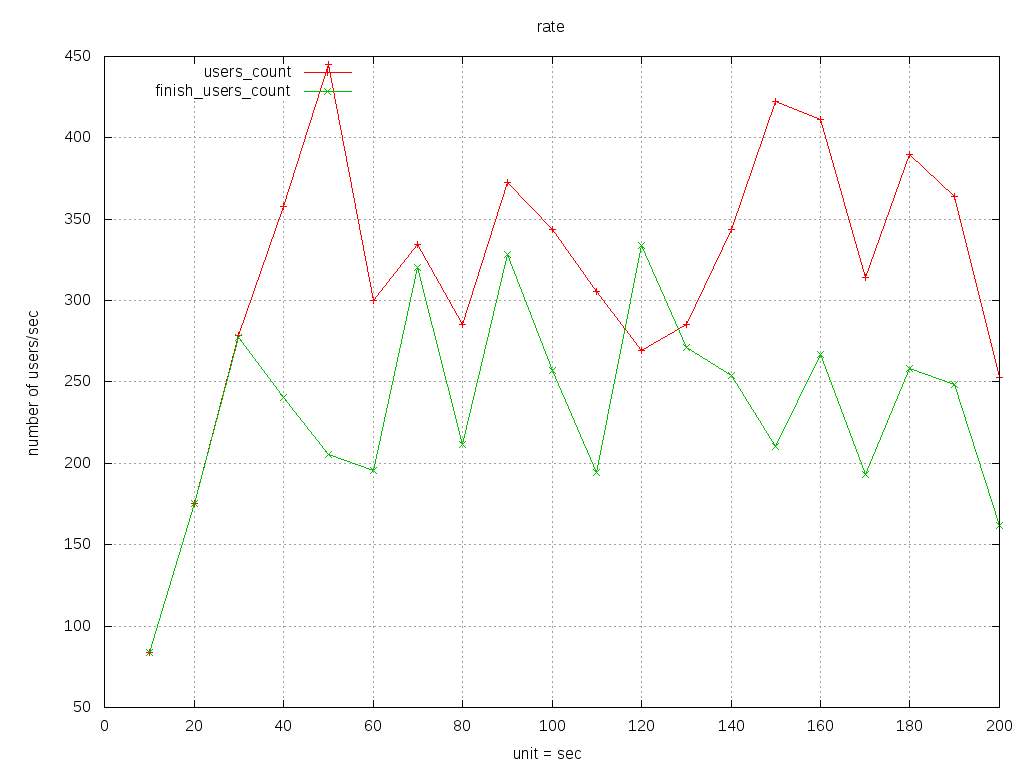 rate
450
400
350
300
250
200
150
100
50
number of users/sec
users_count
finish_users_count
0 20 40 60 80 100 120 140 160 180 200
unit = sec